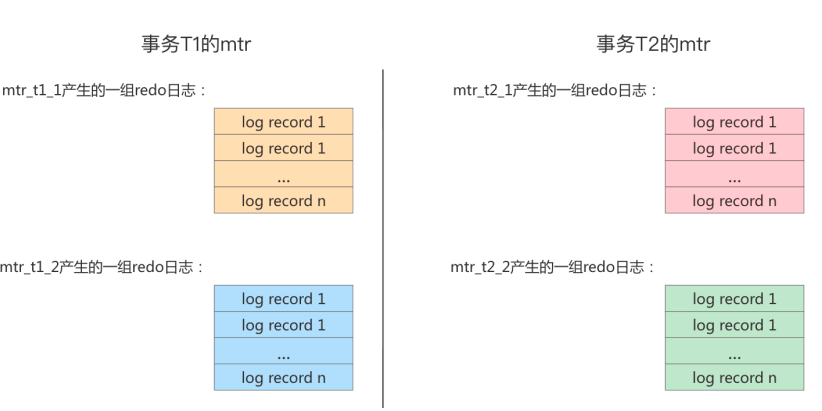 事务T1的mtr
mtr_t1_1产生的一组redo日志：
log record 1
log record 1
...
log record n
mtr_t1_2产生的一组redo日志：
log record 1
log record 1
...
log record n
事务T2的mtr
mtr_t2_1产生的一组redo日志：
log record 1
log record 1
...
log record n
mtr_t2_2产生的一组redo日志：
log record 1
log record 1
...
log record n